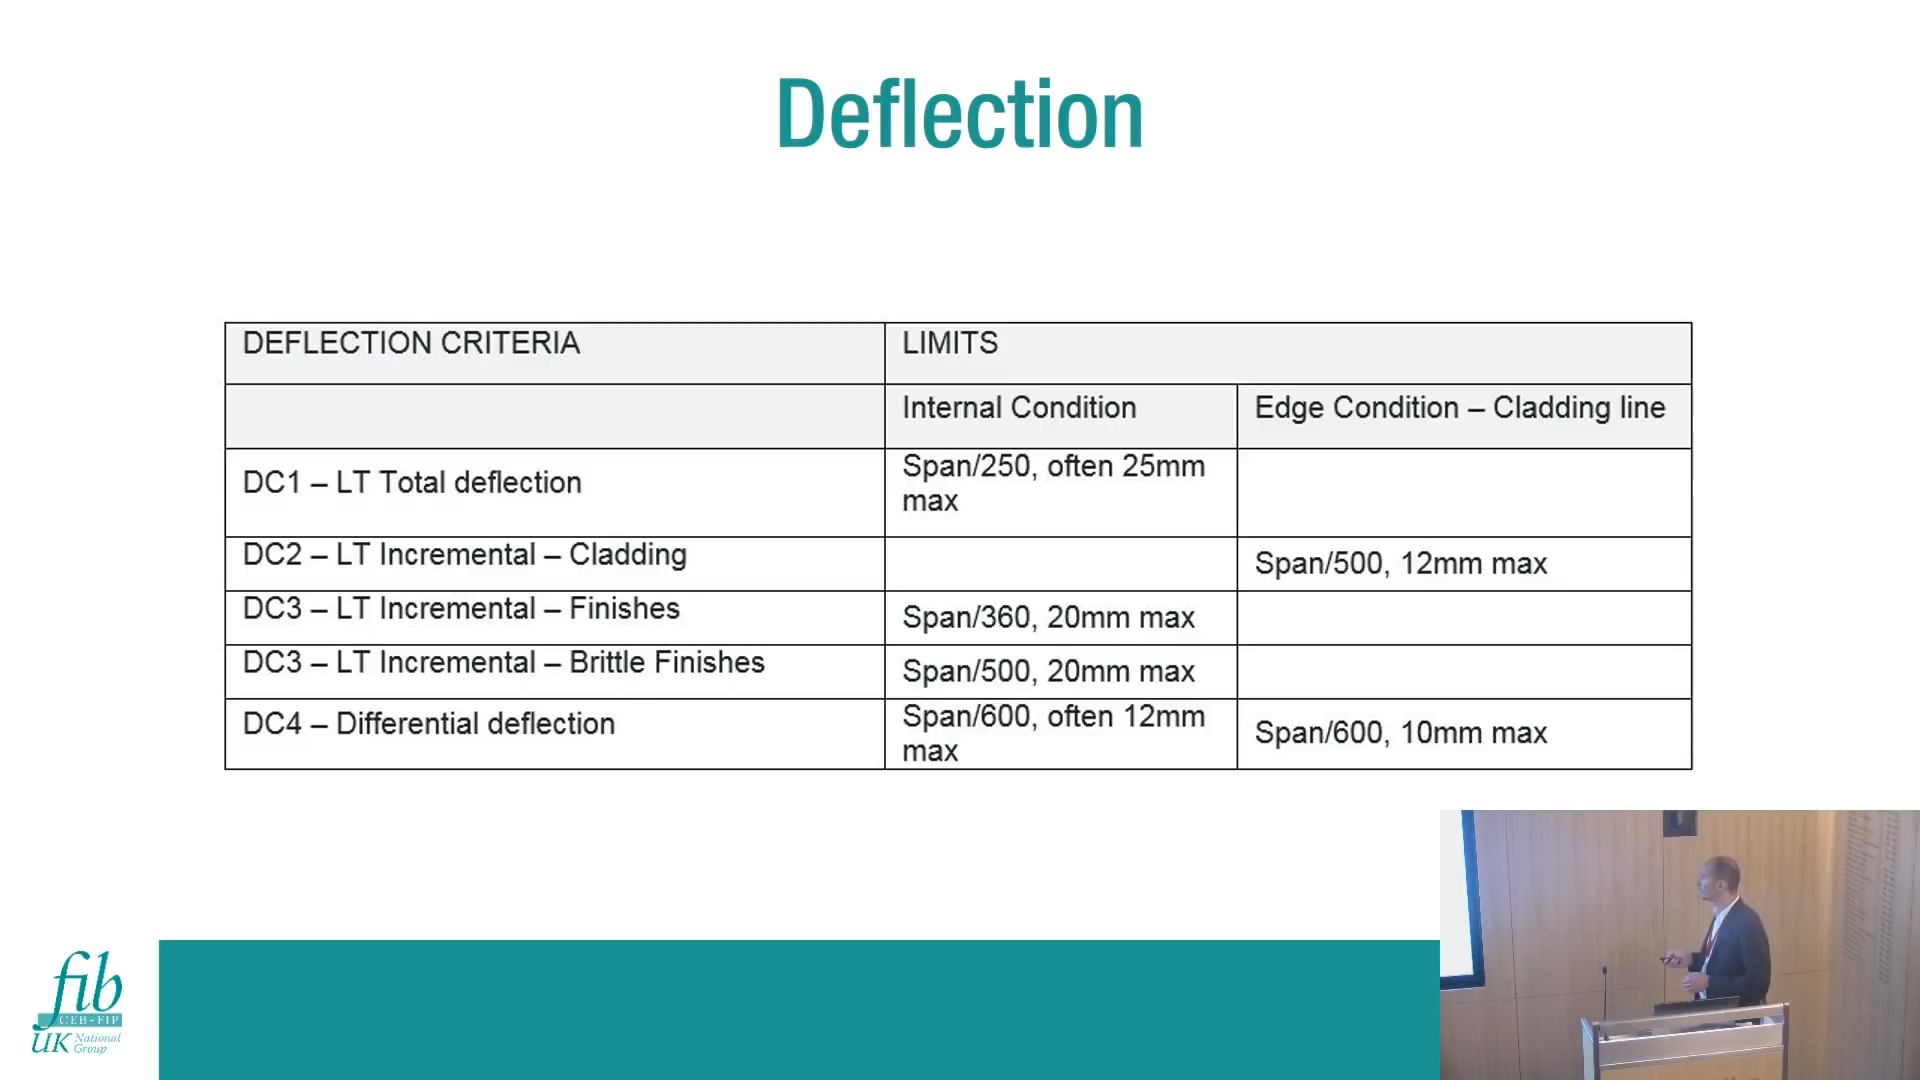 Deflection
DEFLECTION CRITERIA
LIMITS
Internal Condition
Edge Condition – Cladding line
DC1 – LT Total deflection
Span/250, often 25mm
max
DC2 – LT Incremental – Cladding
Span/500, 12mm max
DC3 – LT Incremental – Finishes
Span/360, 20mm max
DC3 – LT Incremental – Brittle Finishes
Span/500, 20mm max
DC4 – Differential deflection
Span/600, often 12mm
max
Span/600, 10mm max
fib
CEB-FIP
UK National
Group